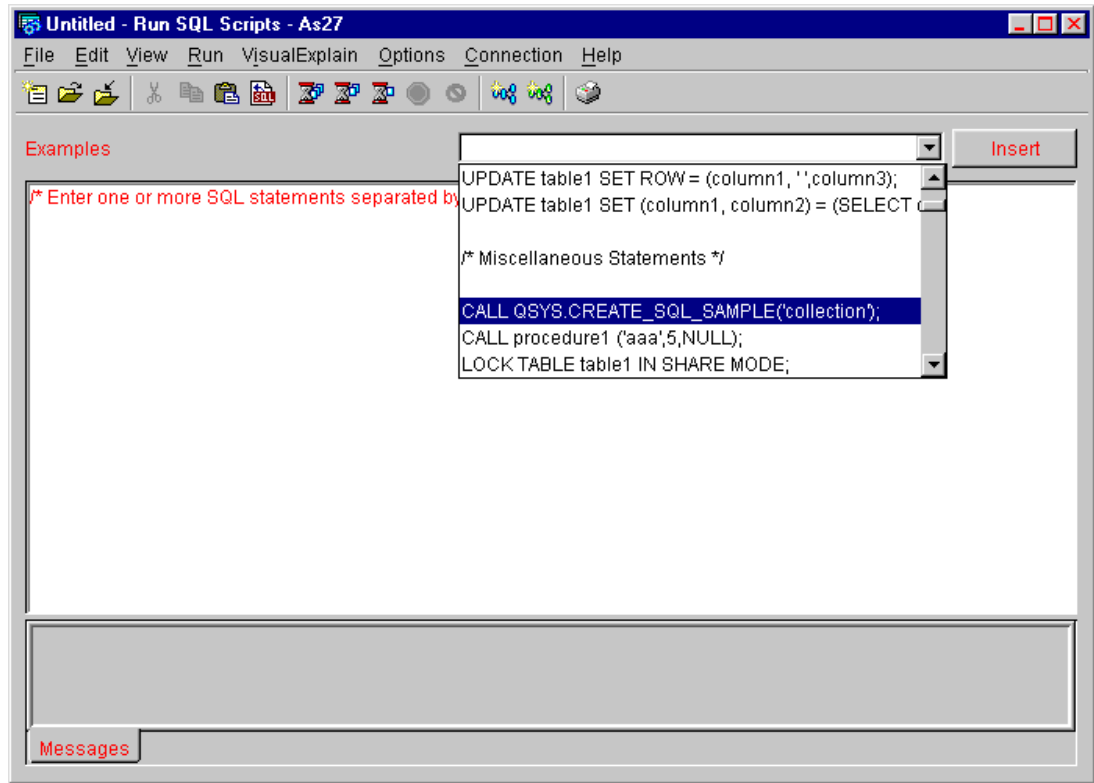 Untitled - Run SQL Scripts - As27
File Edit View Run VisualExplain Options Connection Help
Examples
Insert
UPDATE table1 SET ROW = (column1, ' ',column3);
/* Enter one or more SQL statements separated by
UPDATE table1 SET (column1, column2) = (SELECT
/* Miscellaneous Statements */
CALL QSYS.CREATE_SQL_SAMPLE('collection');
CALL procedure1 ('aaa',5,NULL);
LOCK TABLE table1 IN SHARE MODE;
Messages